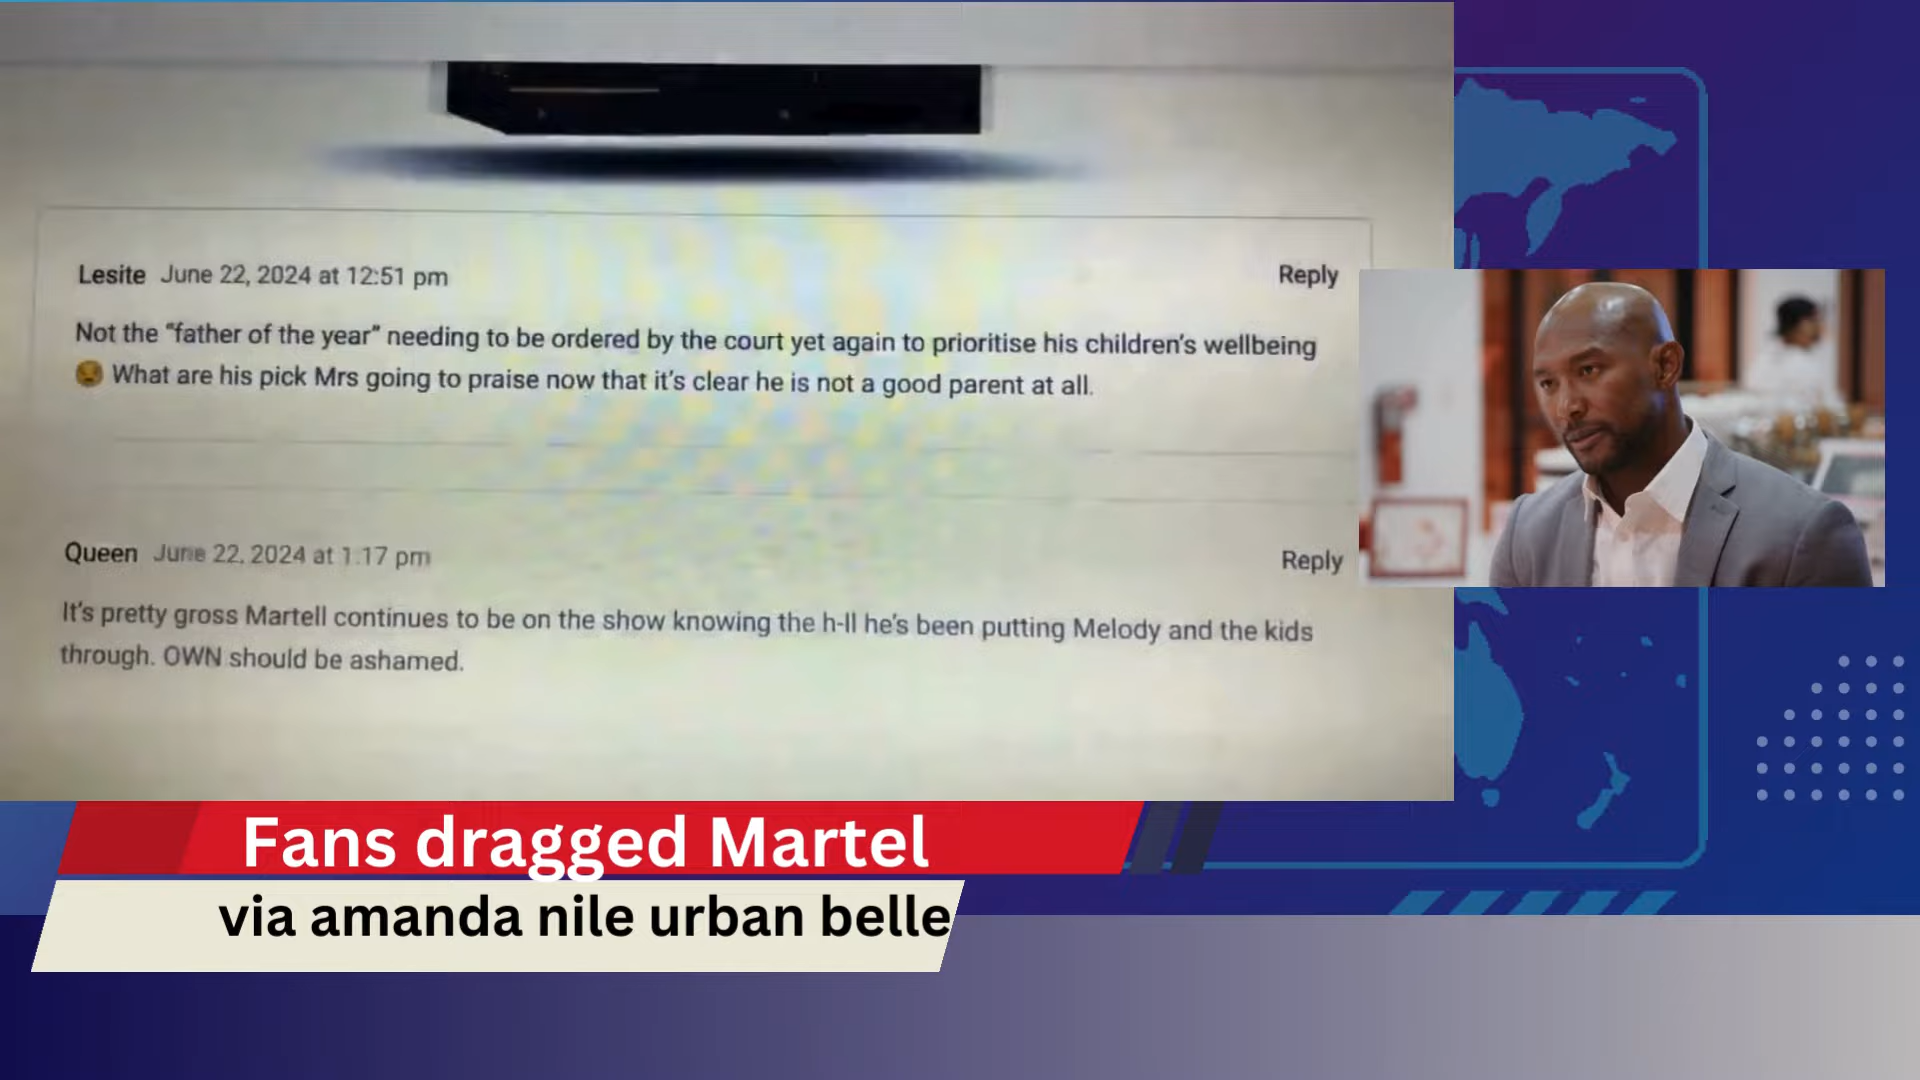 Lesite June 22, 2024 at 12:51 pm Reply
Not the “father of the year” needing to be ordered by the court yet again to prioritise his children’s wellbeing
😟 What are his pick Mrs going to praise now that it’s clear he is not a good parent at all.
Queen June 22, 2024 at 1:17 pm Reply
It’s pretty gross Martell continues to be on the show knowing the h-ll he’s been putting Melody and the kids
through. OWN should be ashamed.
Fans dragged Martel
via amanda nile urban belle